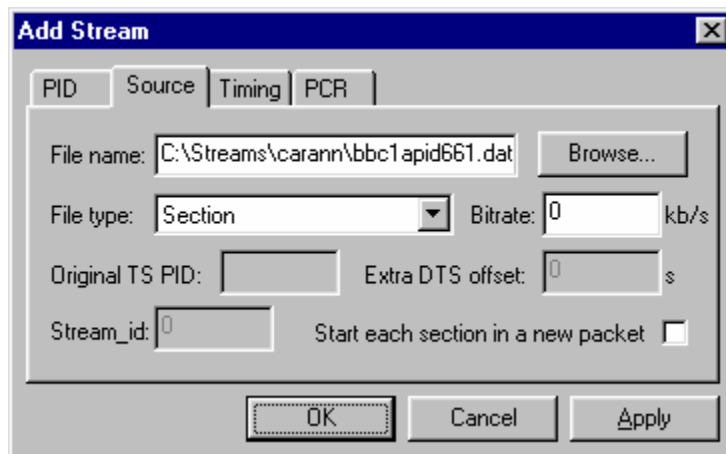 Add Stream
PID Source Timing PCR
File name: C:\Streams\carann\bbc1apid661.dat Browse...
File type: Section Bitrate: 0 kb/s
Original TS PID: Extra DTS offset: 0 s
Stream_id: 0 Start each section in a new packet
OK Cancel Apply